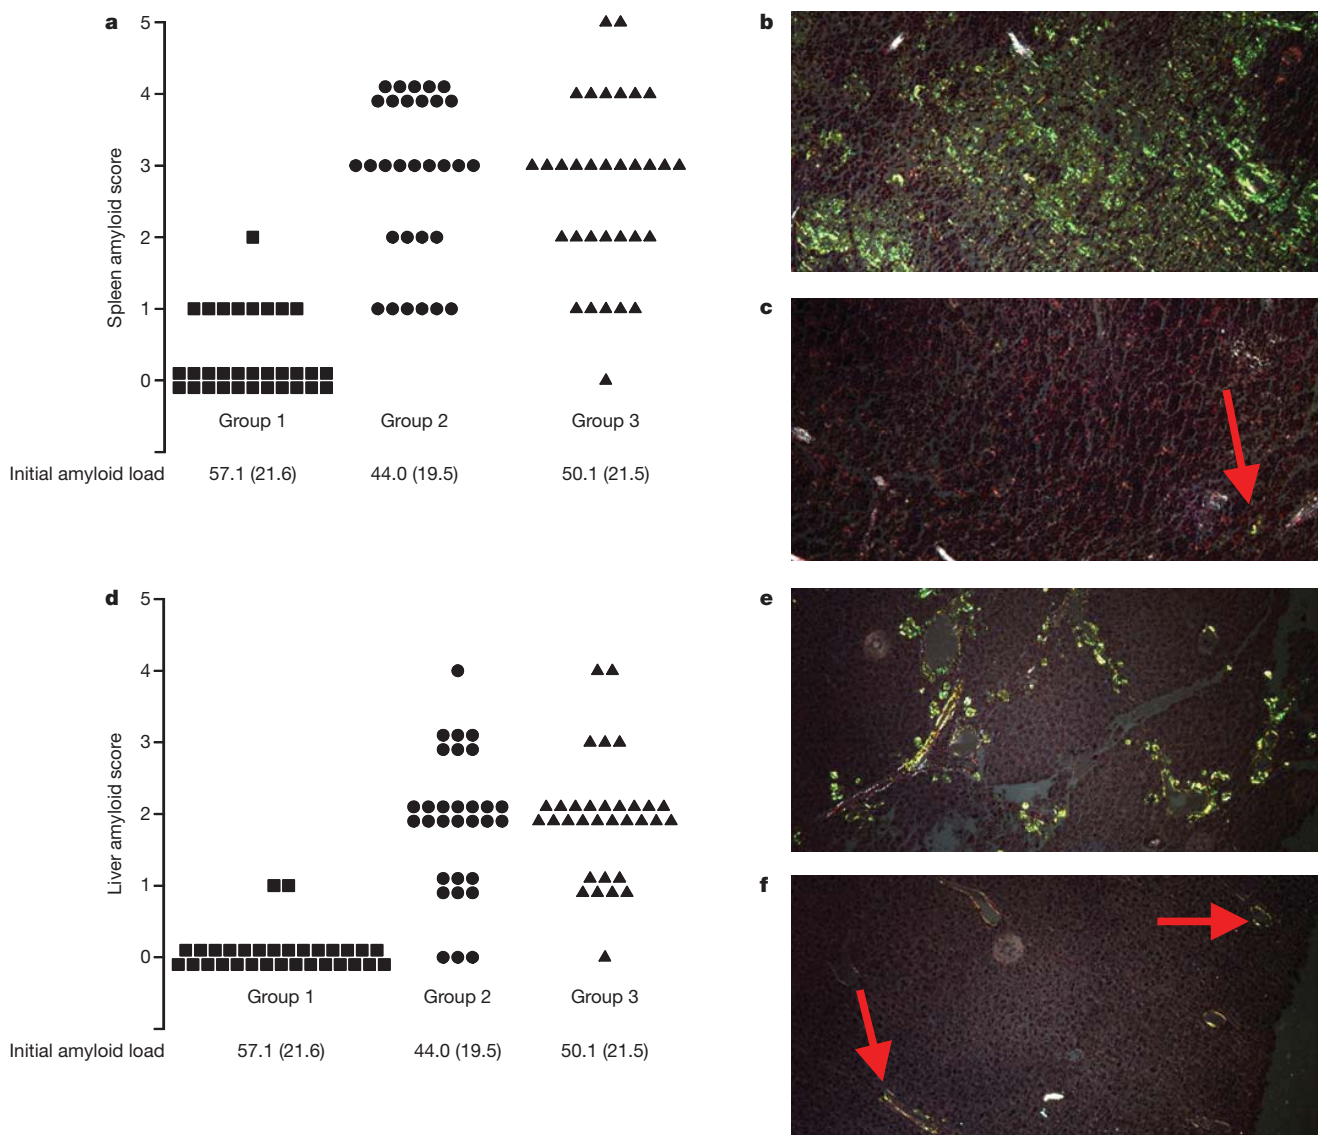 a
5
4
3
2
1
0
Spleen amyloid score
Group 1 Group 2 Group 3
Initial amyloid load 57.1 (21.6) 44.0 (19.5) 50.1 (21.5)
b
c
d
5
4
3
2
1
0
Liver amyloid score
Group 1 Group 2 Group 3
Initial amyloid load 57.1 (21.6) 44.0 (19.5) 50.1 (21.5)
e
f